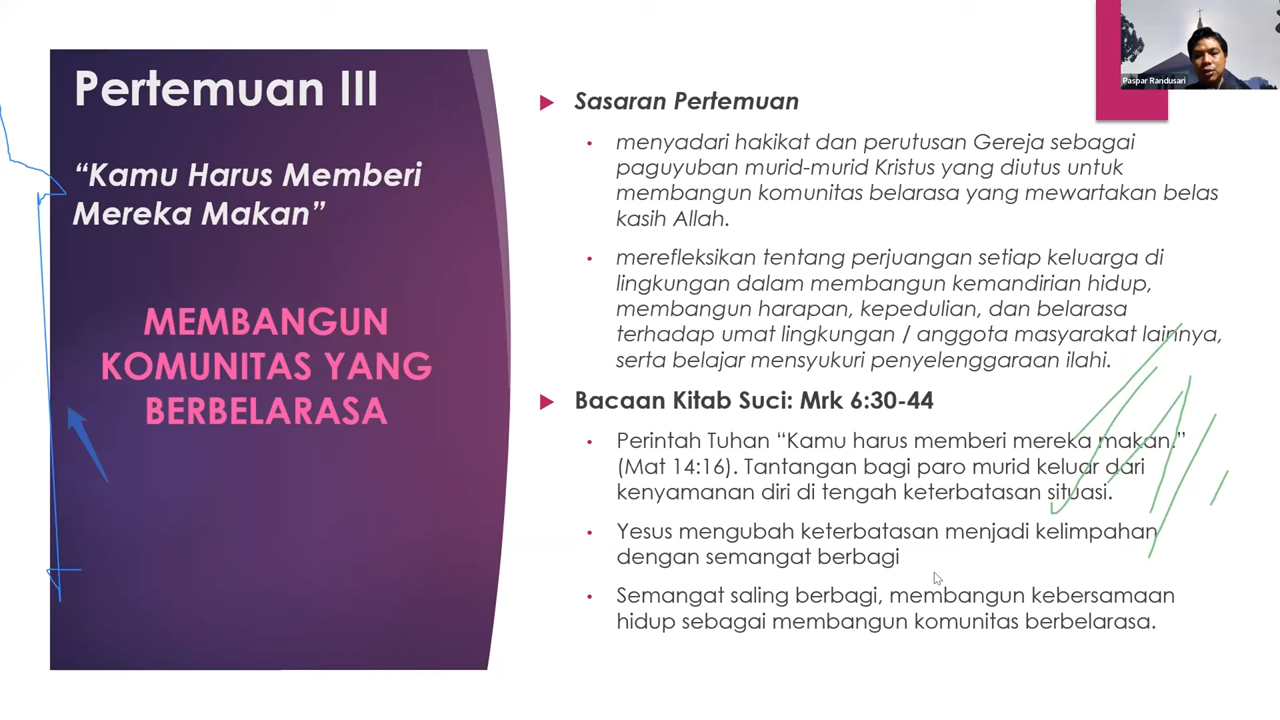 Pertemuan III
“Kamu Harus Memberi
Mereka Makan”
MEMBANGUN
KOMUNITAS YANG
BERBELARASA
Sasaran Pertemuan
menyadari hakikat dan perutusan Gereja sebagai
paguyuban murid-murid Kristus yang diutus untuk
membangun komunitas belarasa yang mewartakan belas
kasih Allah.
merefleksikan tentang perjuangan setiap keluarga di
lingkungan dalam membangun kemandirian hidup,
membangun harapan, kepedulian, dan belarasa
terhadap umat lingkungan / anggota masyarakat lainnya,
serta belajar mensyukuri penyelenggaraan ilahi.
Bacaan Kitab Suci: Mrk 6:30-44
Perintah Tuhan “Kamu harus memberi mereka makan.”
(Mat 14:16). Tantangan bagi paro murid keluar dari
kenyamanan diri di tengah keterbatasan situasi.
Yesus mengubah keterbatasan menjadi kelimpahan
dengan semangat berbagi
Semangat saling berbagi, membangun kebersamaan
hidup sebagai membangun komunitas berbelarasa.
Paspar Randusari